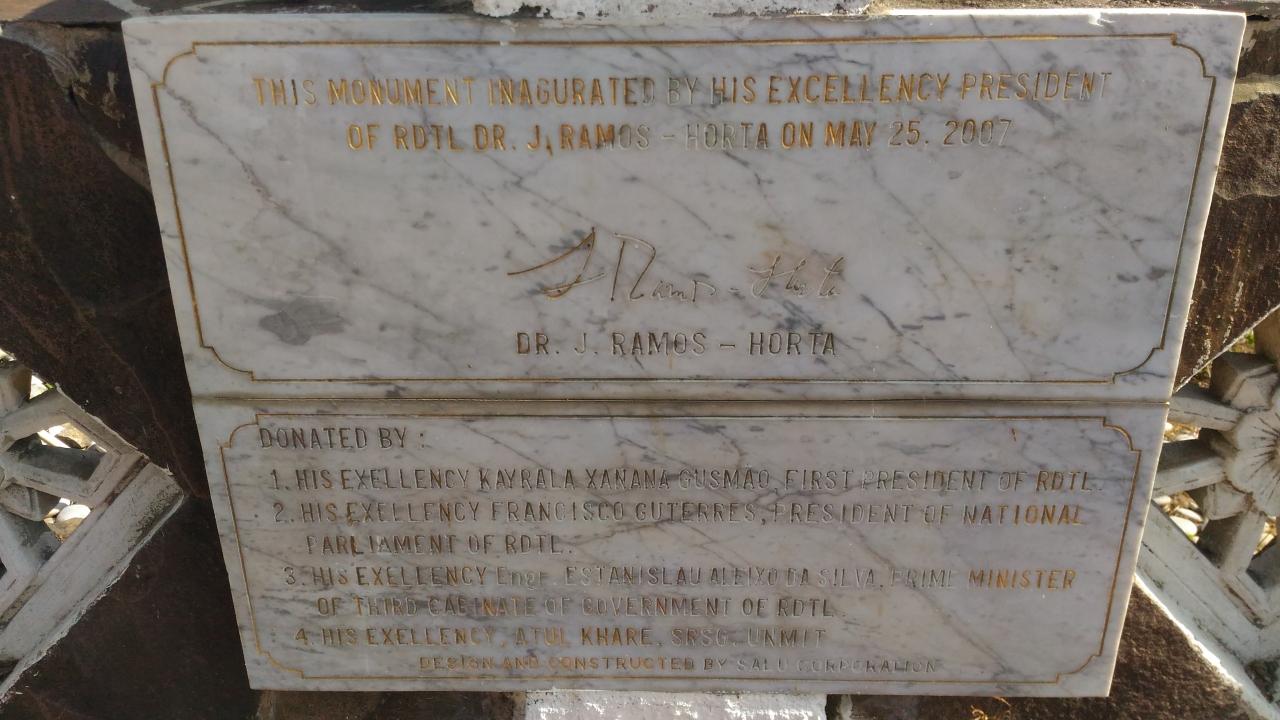 THIS MONUMENT INAGURATED BY HIS EXCELLENCY PRESIDENT
OF RDTL DR. J, RAMOS - HORTA ON MAY 25. 2007
J Ramos - Horta
DR. J. RAMOS - HORTA
DONATED BY :
1. HIS EXELLENCY KAYRALA XANANA GUSMÃO, FIRST PRESIDENT OF RDTL.
2. HIS EXELLENCY FRANCISCO GUTERRES, PRESIDENT OF NATIONAL
PARLIAMENT OF RDTL.
3. HIS EXELLENCY Engr. ESTANISLAU ALEIXO DA SILVA, PRIME MINISTER
OF THIRD CABINATE OF GOVERNMENT OF RDTL.
4. HIS EXELLENCY, ATUL KHARE, SRSG. UNMIT
DESIGN AND CONSTRUCTED BY SALU CORPORALION